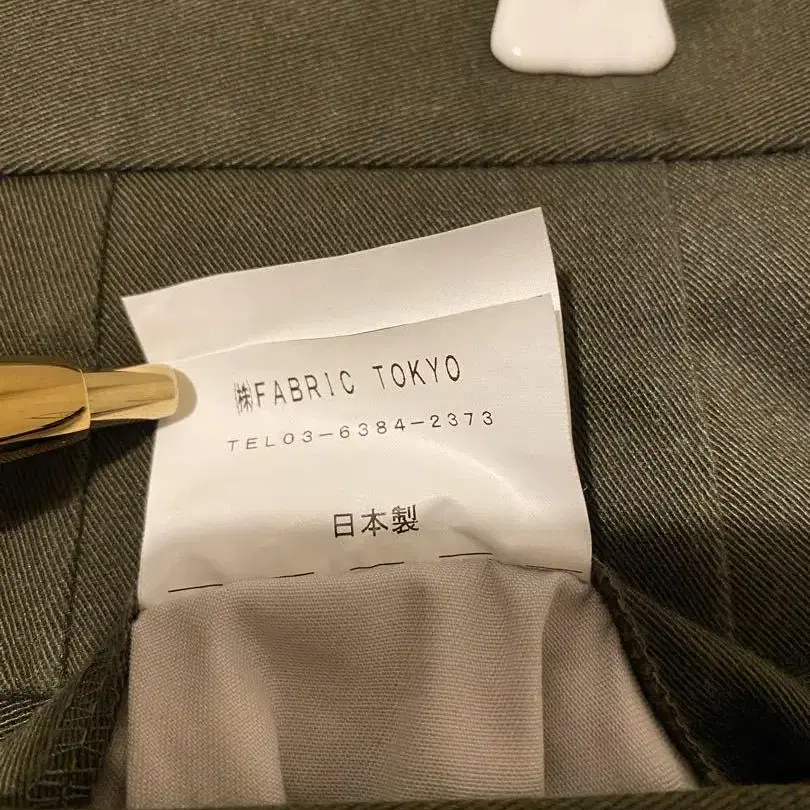 ㈱FABRIC TOKYO
TEL03-6384-2373
日本製